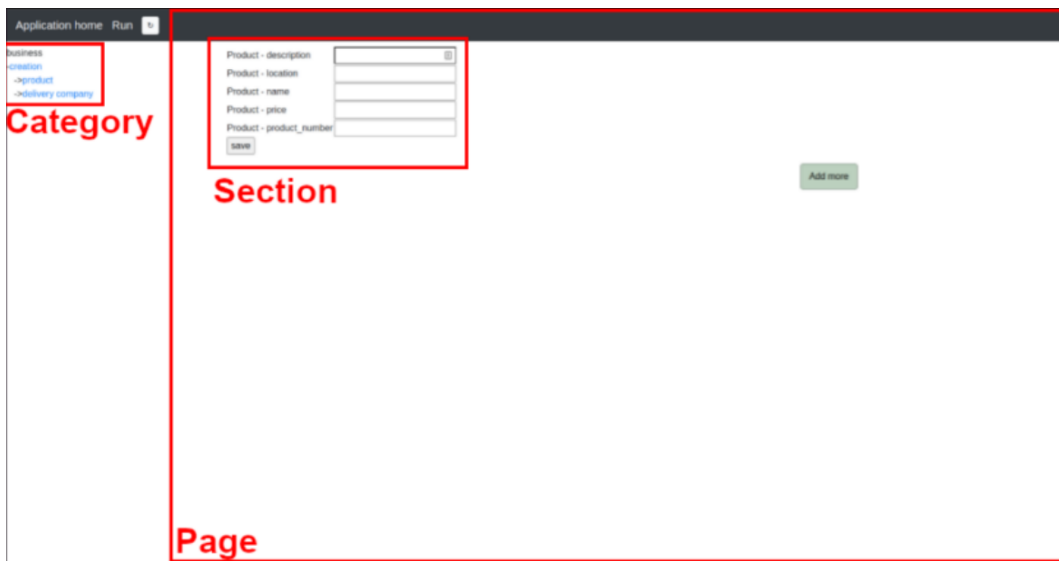 Application home Run
business
-creation
->product
->delivery company
Category
Product - description
Product - location
Product - name
Product - price
Product - product_number
save
Section
Add more
Page